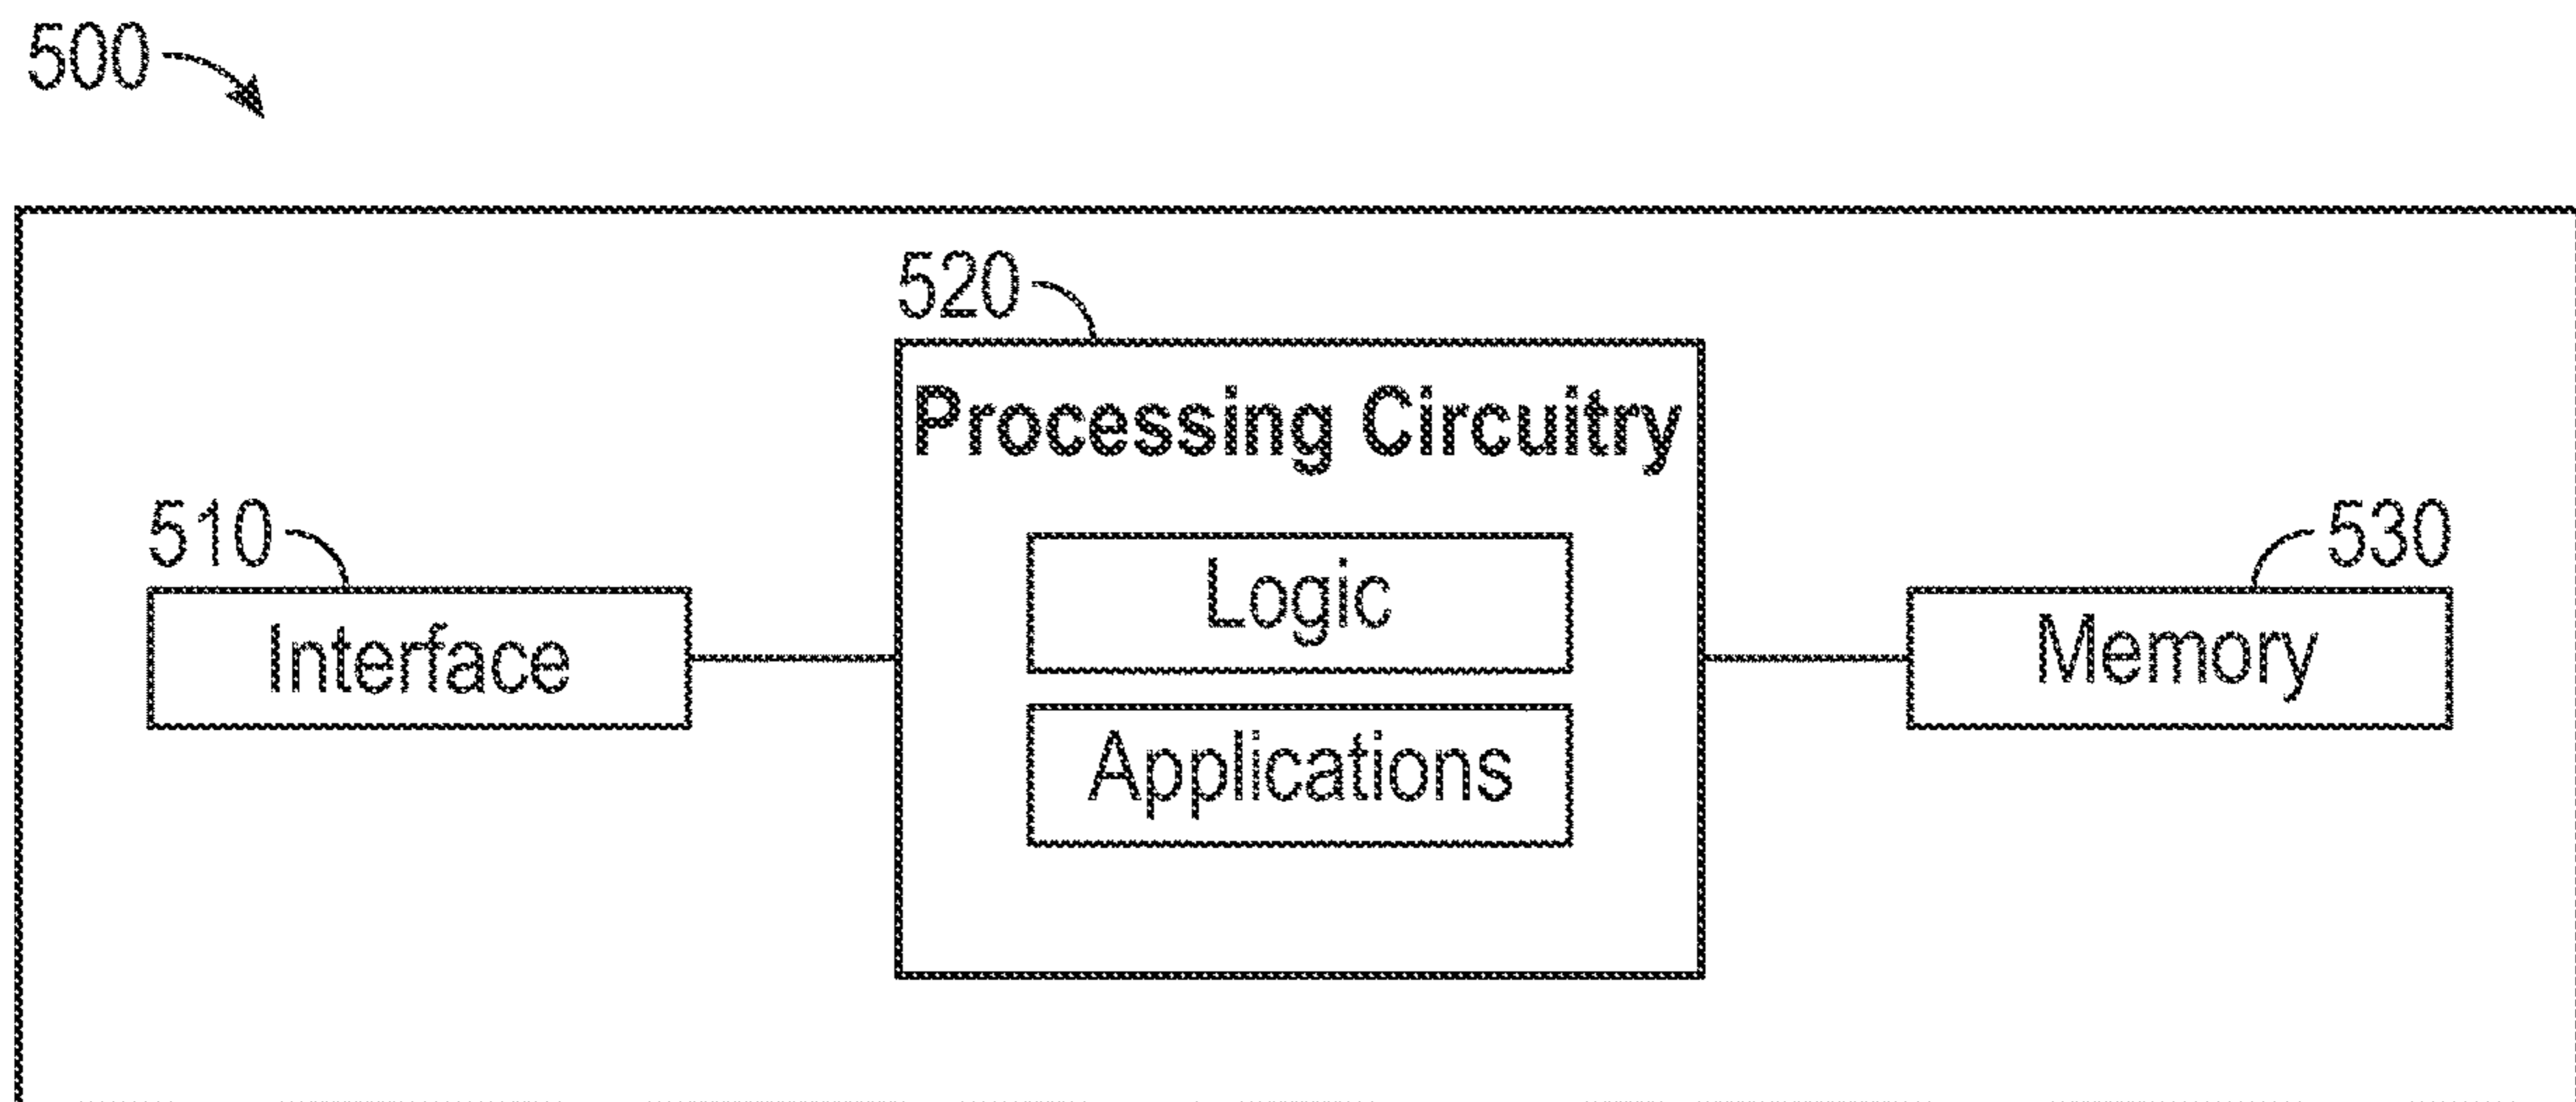 500
520
Processing Circuitry
510
530
Logic
Interface
Memory
Applications